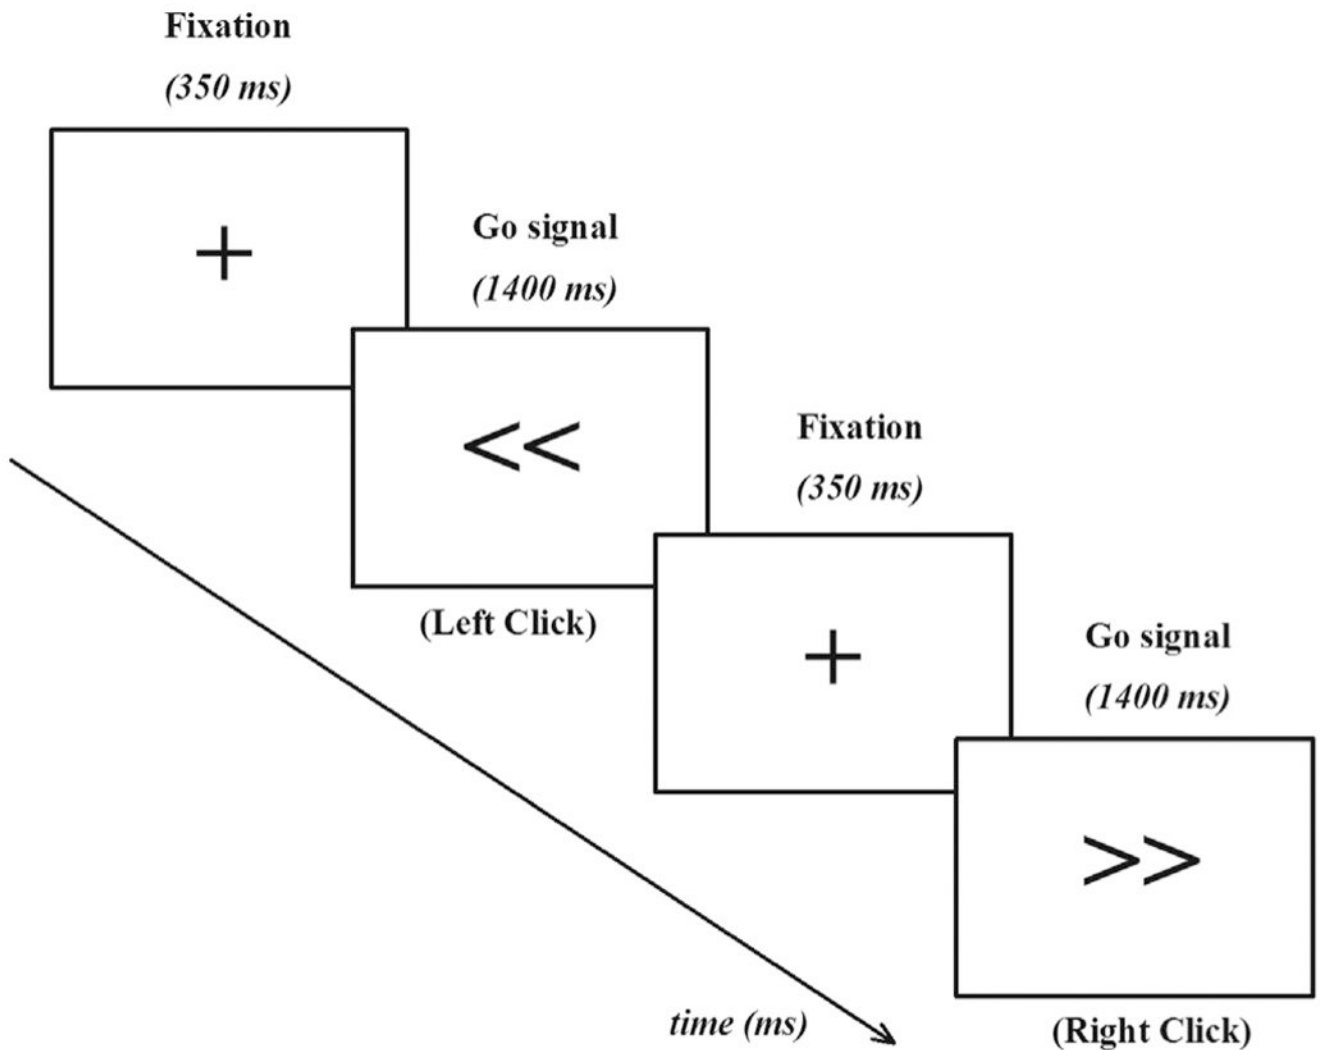 Fixation
(350 ms)
+
Go signal
(1400 ms)
<<
(Left Click)
Fixation
(350 ms)
+
Go signal
(1400 ms)
>>
(Right Click)
time (ms)